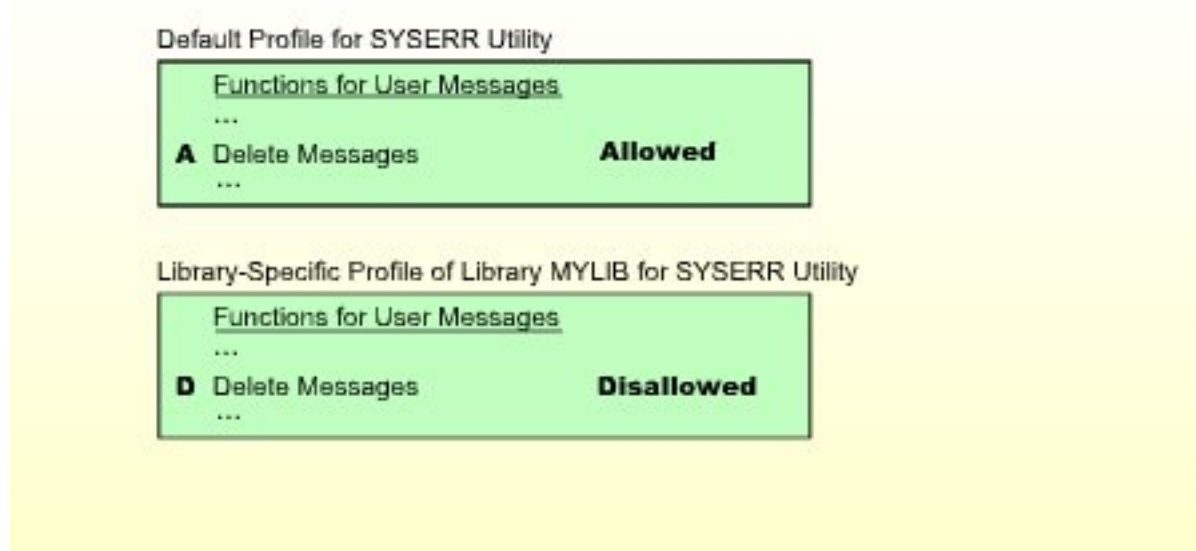 Default Profile for SYSERR Utility
Functions for User Messages
...
A Delete Messages Allowed
...
Library-Specific Profile of Library MYLIB for SYSERR Utility
Functions for User Messages
...
D Delete Messages Disallowed
...